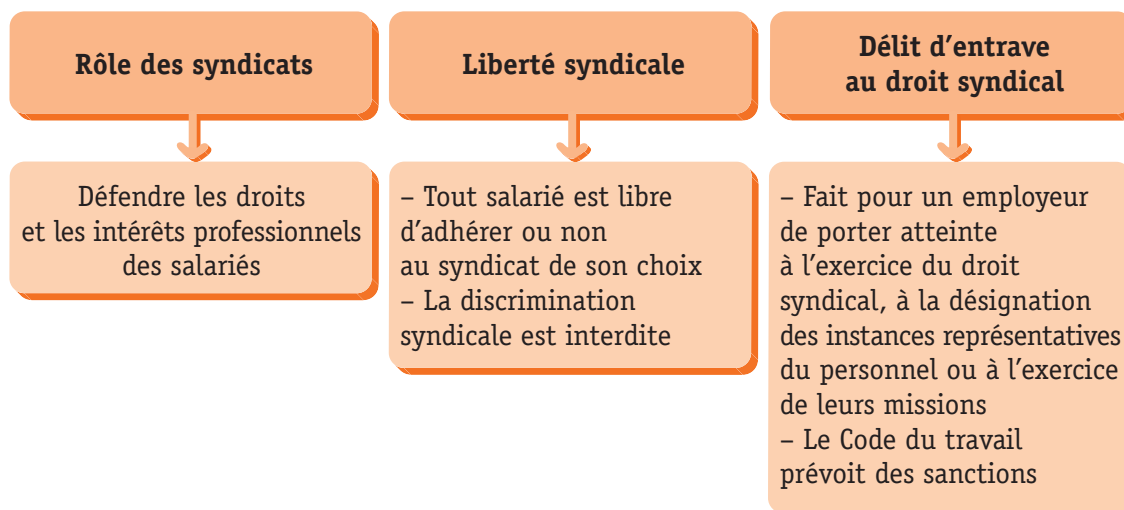 Rôle des syndicats
Défendre les droits
et les intérêts professionnels
des salariés
Liberté syndicale
– Tout salarié est libre
d’adhérer ou non
au syndicat de son choix
– La discrimination
syndicale est interdite
Délit d’entrave
au droit syndical
– Fait pour un employeur
de porter atteinte
à l’exercice du droit
syndical, à la désignation
des instances représentatives
du personnel ou à l’exercice
de leurs missions
– Le Code du travail
prévoit des sanctions